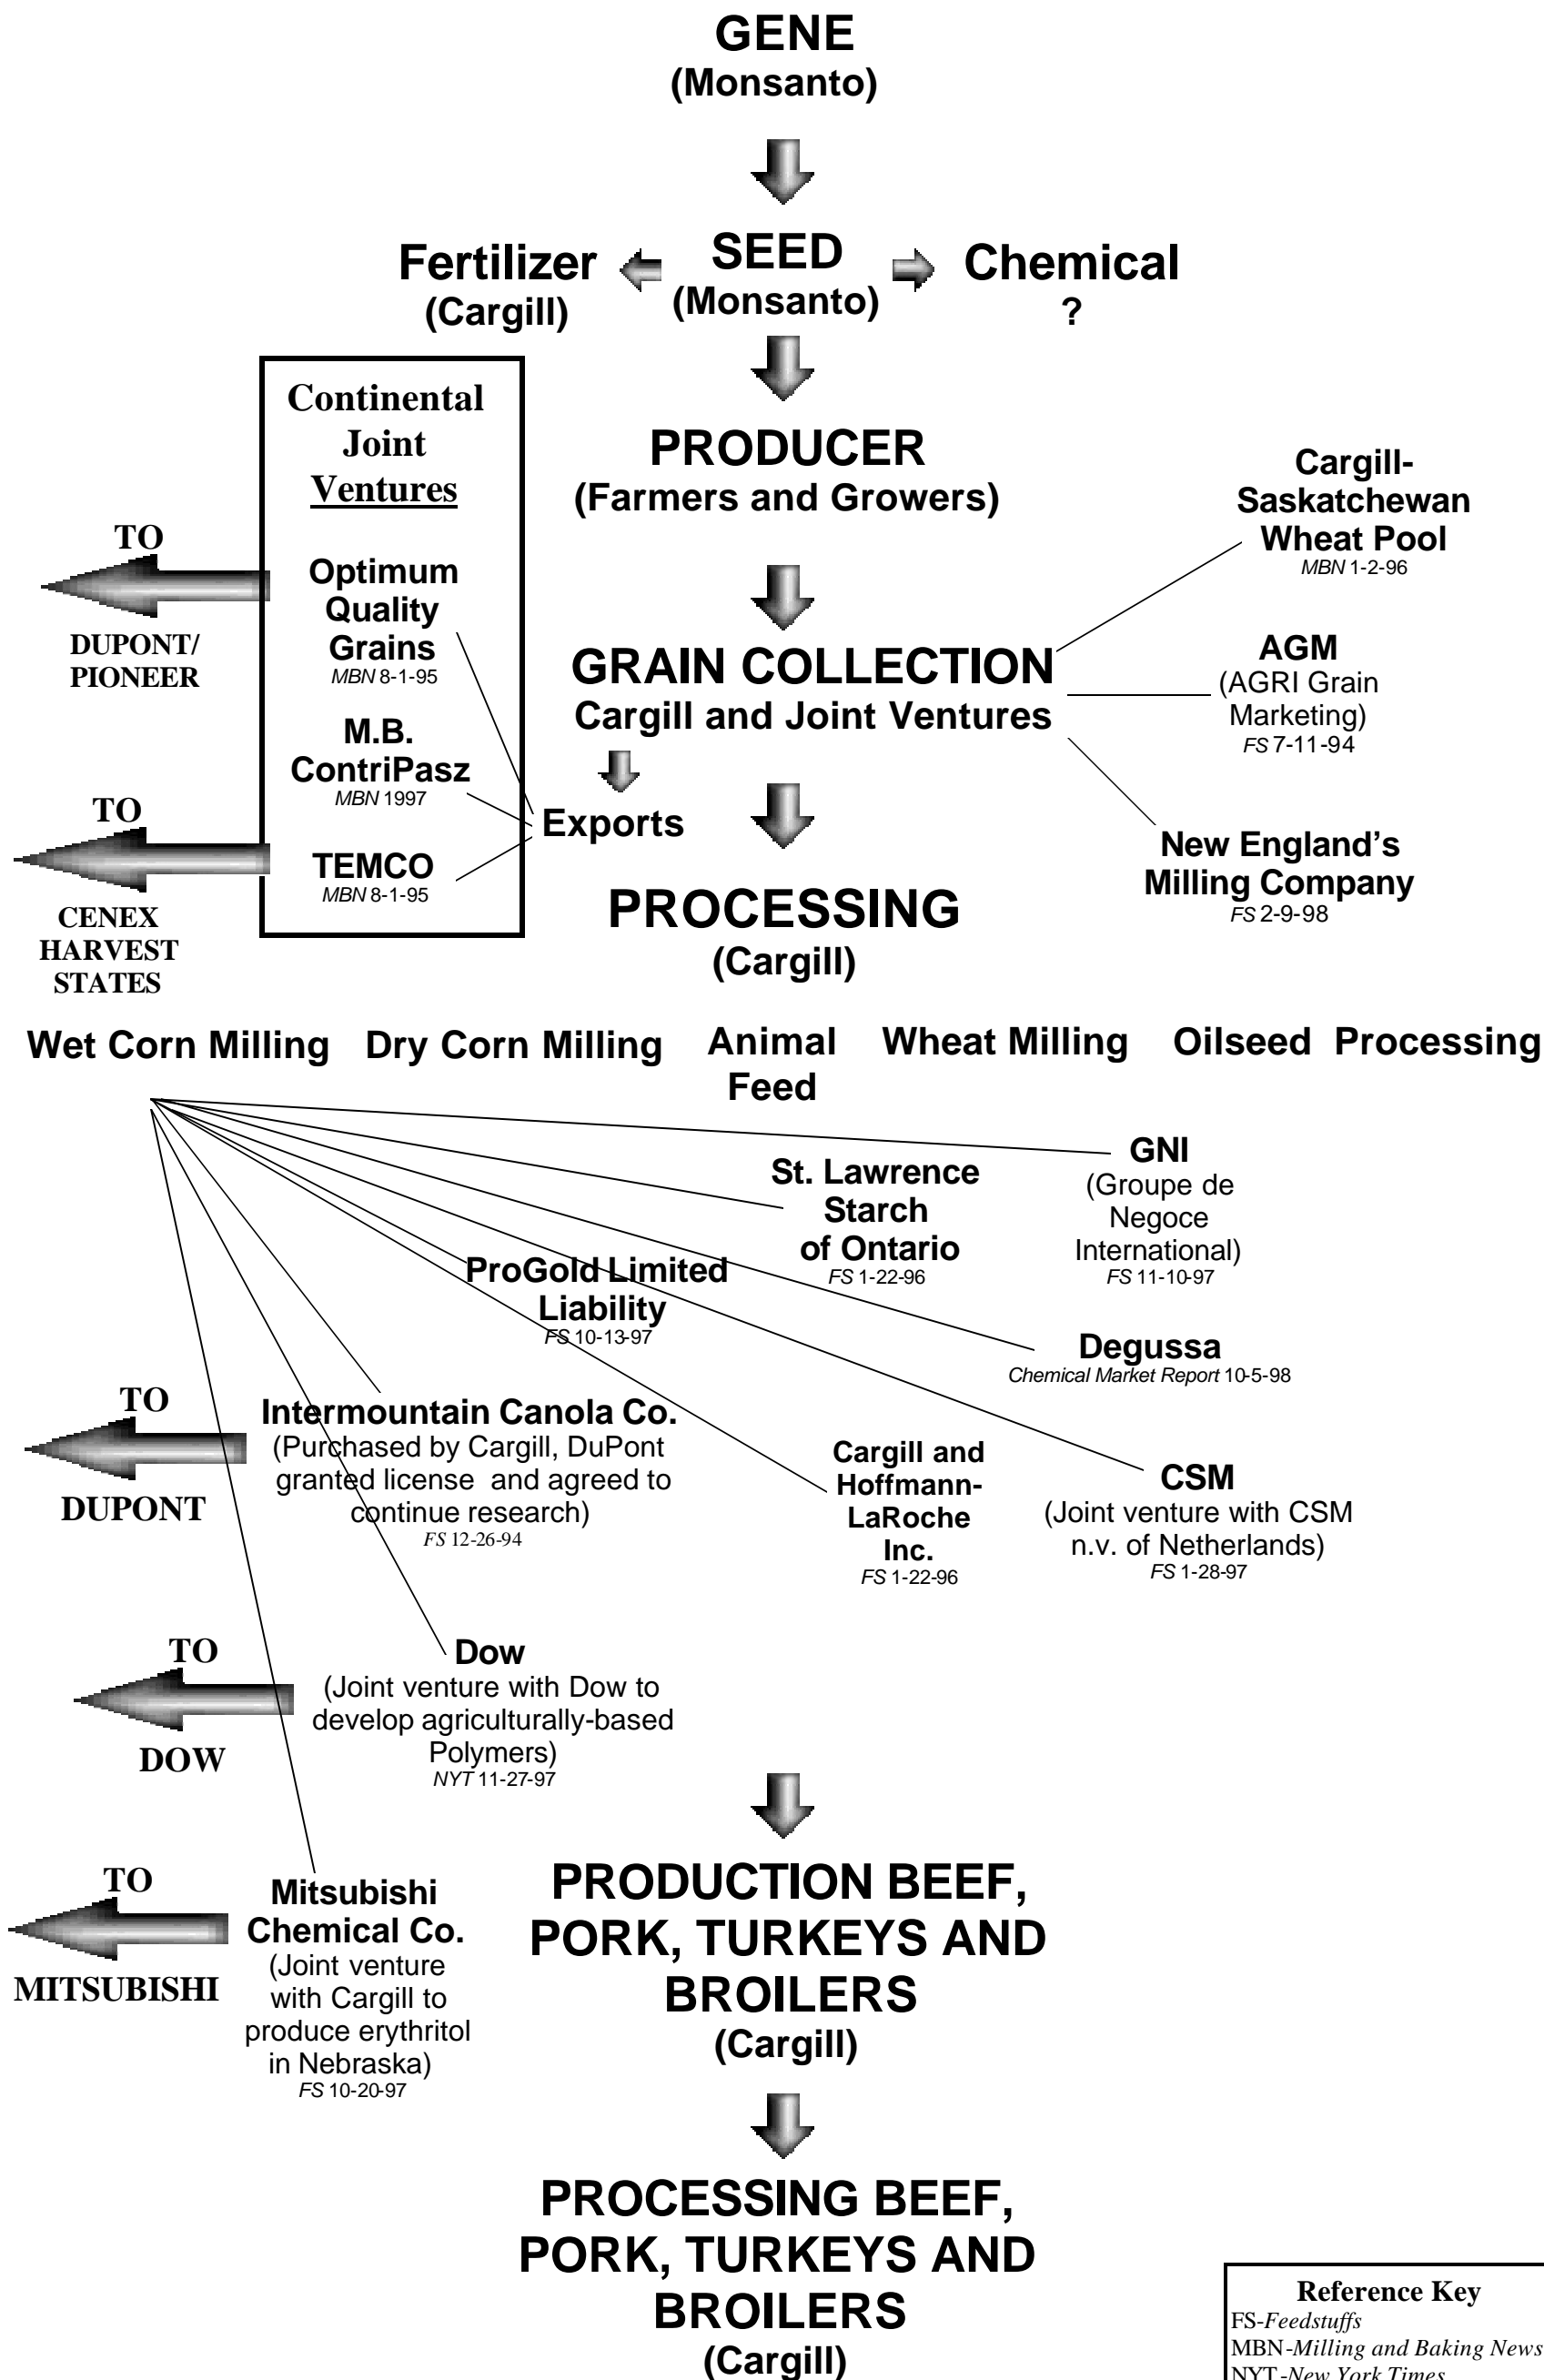 GENE
(Monsanto)
Fertilizer
(Cargill)
SEED
(Monsanto)
Chemical
?
Continental
Joint
Ventures
Optimum
Quality
Grains
MBN 8-1-95
M.B.
ContriPasz
MBN 1997
TEMCO
MBN 8-1-95
TO
DUPONT/
PIONEER
TO
CENEX
HARVEST
STATES
PRODUCER
(Farmers and Growers)
GRAIN COLLECTION
Cargill and Joint Ventures
Exports
Cargill-
Saskatchewan
Wheat Pool
MBN 1-2-96
AGM
(AGRI Grain
Marketing)
FS 7-11-94
New England’s
Milling Company
FS 2-9-98
PROCESSING
(Cargill)
Wet Corn Milling
Dry Corn Milling
Animal
Feed
Wheat Milling
Oilseed Processing
GNI
(Groupe de
Negoce
International)
FS 11-10-97
St. Lawrence
Starch
of Ontario
FS 1-22-96
ProGold Limited
Liability
FS 10-13-97
Degussa
Chemical Market Report 10-5-98
TO
DUPONT
Intermountain Canola Co.
(Purchased by Cargill, DuPont
granted license and agreed to
continue research)
FS 12-26-94
Cargill and
Hoffmann-
LaRoche
Inc.
FS 1-22-96
CSM
(Joint venture with CSM
n.v. of Netherlands)
FS 1-28-97
TO
DOW
Dow
(Joint venture with Dow to
develop agriculturally-based
Polymers)
NYT 11-27-97
TO
MITSUBISHI
Mitsubishi
Chemical Co.
(Joint venture
with Cargill to
produce erythritol
in Nebraska)
FS 10-20-97
PRODUCTION BEEF,
PORK, TURKEYS AND
BROILERS
(Cargill)
PROCESSING BEEF,
PORK, TURKEYS AND
BROILERS
(Cargill)
Reference Key
FS-Feedstuffs
MBN-Milling and Baking News
NYT-New York Times